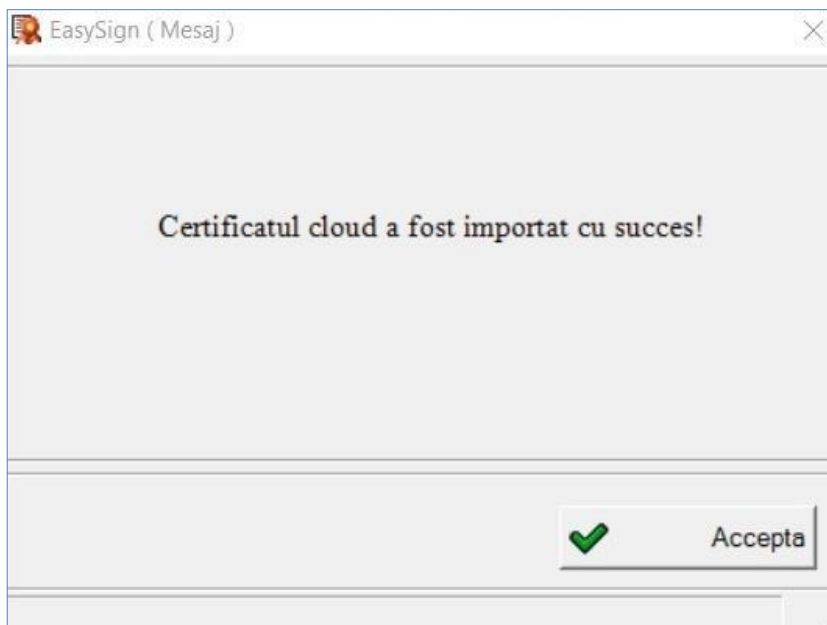 EasySign ( Mesaj )
Certificatul cloud a fost importat cu succes!
Accepta